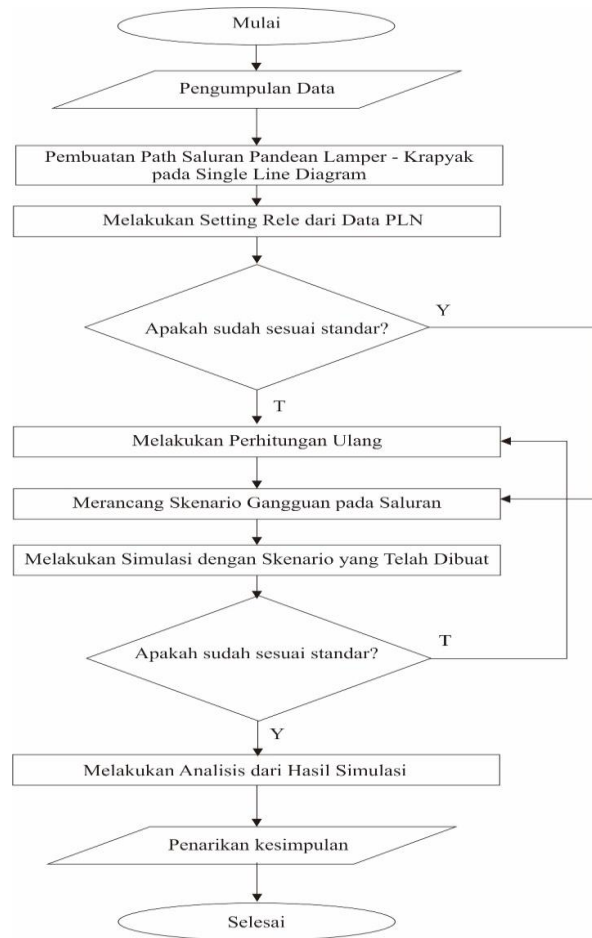 Mulai
Pengumpulan Data
Pembuatan Path Saluran Pandean Lamper - Krapyak
pada Single Line Diagram
Melakukan Setting Rele dari Data PLN
Apakah sudah sesuai standar?
Y
T
Melakukan Perhitungan Ulang
Merancang Skenario Gangguan pada Saluran
Melakukan Simulasi dengan Skenario yang Telah Dibuat
Apakah sudah sesuai standar?
T
Y
Melakukan Analisis dari Hasil Simulasi
Penarikan kesimpulan
Selesai